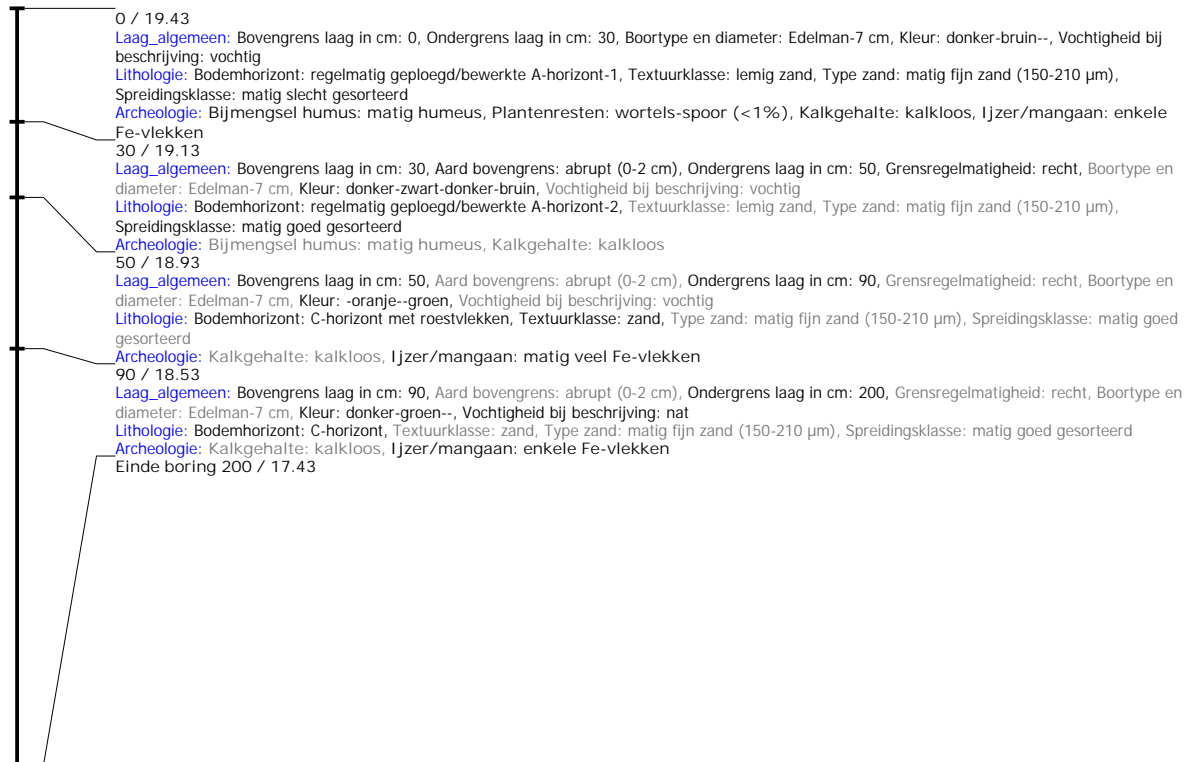 0 / 19.43
Laag_algemeen: Bovengrens laag in cm: 0, Ondergrens laag in cm: 30, Boortype en diameter: Edelman-7 cm, Kleur: donker-bruin--, Vochtigheid bij
beschrijving: vochtig
Lithologie: Bodemhorizont: regelmatig geploegd/bewerkte A-horizont-1, Textuurklasse: lemig zand, Type zand: matig fijn zand (150-210 µm),
Spreidingsklasse: matig slecht gesorteerd
Archeologie: Bijmengsel humus: matig humeus, Plantenresten: wortels-spoor (<1%), Kalkgehalte: kalkloos, Ijzer/mangaan: enkele
Fe-vlekken
30 / 19.13
Laag_algemeen: Bovengrens laag in cm: 30, Aard bovengrens: abrupt (0-2 cm), Ondergrens laag in cm: 50, Grensregelmatigheid: recht, Boortype en
diameter: Edelman-7 cm, Kleur: donker-zwart-donker-bruin, Vochtigheid bij beschrijving: vochtig
Lithologie: Bodemhorizont: regelmatig geploegd/bewerkte A-horizont-2, Textuurklasse: lemig zand, Type zand: matig fijn zand (150-210 µm),
Spreidingsklasse: matig goed gesorteerd
Archeologie: Bijmengsel humus: matig humeus, Kalkgehalte: kalkloos
50 / 18.93
Laag_algemeen: Bovengrens laag in cm: 50, Aard bovengrens: abrupt (0-2 cm), Ondergrens laag in cm: 90, Grensregelmatigheid: recht, Boortype en
diameter: Edelman-7 cm, Kleur: -oranje--groen, Vochtigheid bij beschrijving: vochtig
Lithologie: Bodemhorizont: C-horizont met roestvlekken, Textuurklasse: zand, Type zand: matig fijn zand (150-210 µm), Spreidingsklasse: matig goed
gesorteerd
Archeologie: Kalkgehalte: kalkloos, Ijzer/mangaan: matig veel Fe-vlekken
90 / 18.53
Laag_algemeen: Bovengrens laag in cm: 90, Aard bovengrens: abrupt (0-2 cm), Ondergrens laag in cm: 200, Grensregelmatigheid: recht, Boortype en
diameter: Edelman-7 cm, Kleur: donker-groen--, Vochtigheid bij beschrijving: nat
Lithologie: Bodemhorizont: C-horizont, Textuurklasse: zand, Type zand: matig fijn zand (150-210 µm), Spreidingsklasse: matig goed gesorteerd
Archeologie: Kalkgehalte: kalkloos, Ijzer/mangaan: enkele Fe-vlekken
Einde boring 200 / 17.43